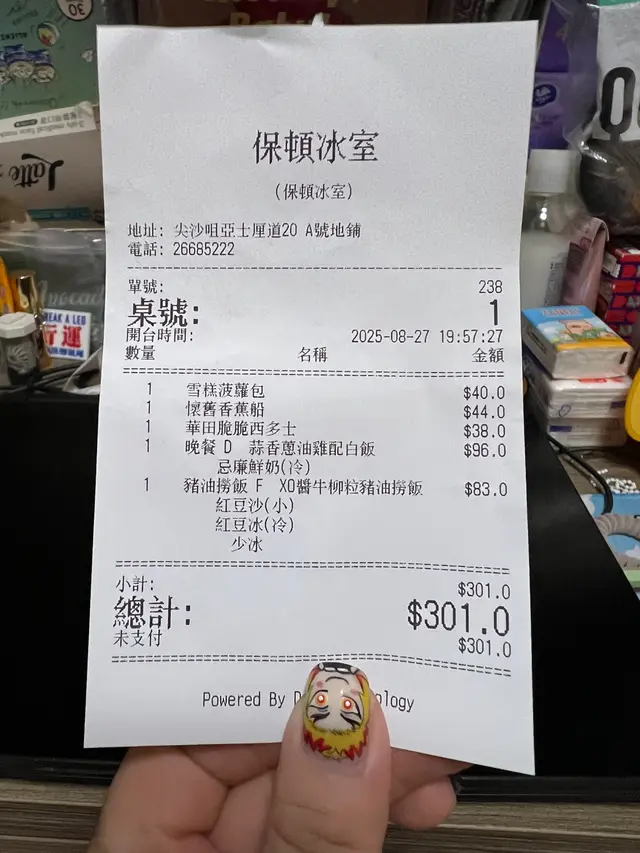 保頓冰室
(保頓冰室)
地址: 尖沙咀亞士厘道20 A號地鋪
電話: 26685222
單號: 238
桌號: 1
開台時間: 2025-08-27 19:57:27
數量 名稱 金額
1 雪糕菠蘿包 $40.0
1 懷舊香蕉船 $44.0
1 華田脆脆西多士 $38.0
1 晚餐 D 蒜香蔥油雞配白飯 $96.0
忌廉鮮奶(冷)
1 豬油撈飯 F XO醬牛柳粒豬油撈飯 $83.0
紅豆沙(小)
紅豆冰(冷)
少冰
小計: $301.0
總計: $301.0
未支付 $301.0
Powered By
Latte
行運
30